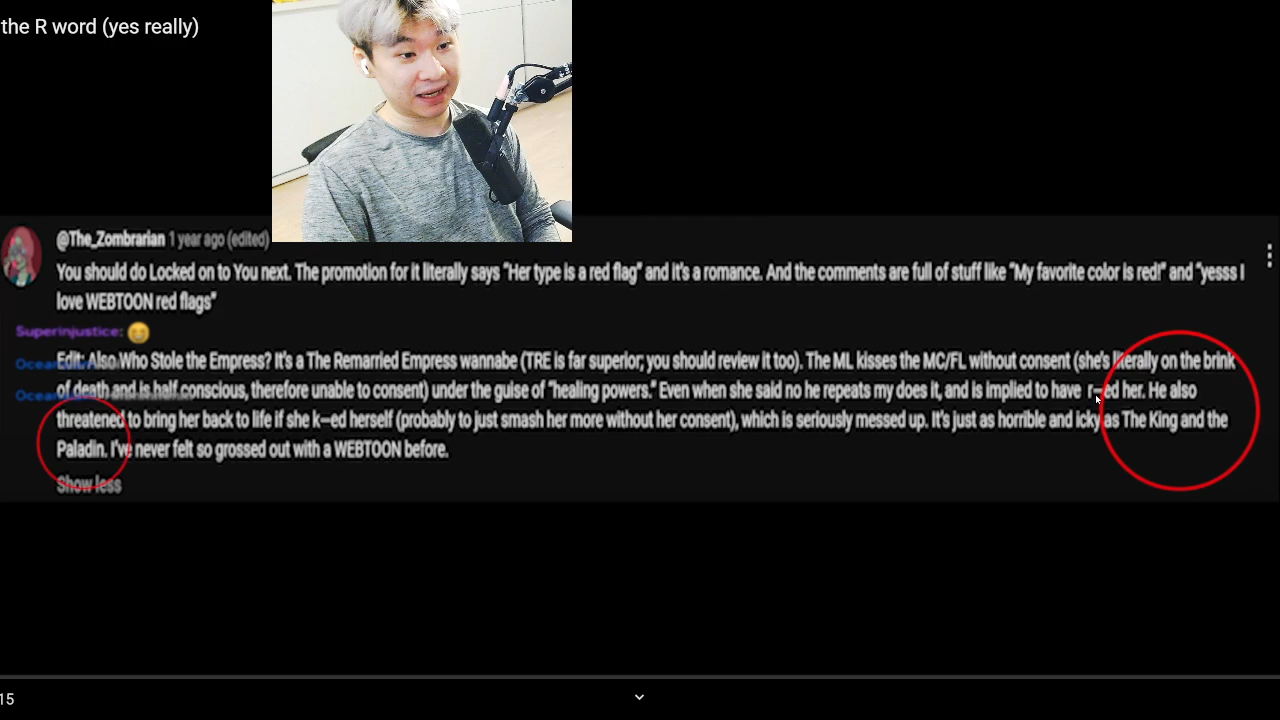 the R word (yes really)
@The_Zombrarian 1 year ago (edited)
You should do Locked on to You next. The promotion for it literally says “Her type is a red flag” and it's a romance. And the comments are full of stuff like “My favorite color is red!” and “yesss I
love WEBTOON red flags”
Superinjustice: 😊
Edit: Also Who Stole the Empress? It's a The Remarried Empress wannabe (TRE is far superior; you should review it too). The ML kisses the MC/FL without consent (she's literally on the brink
of death and is half conscious, therefore unable to consent) under the guise of “healing powers.” Even when she said no he repeats my does it, and is implied to have r—ed her. He also
threatened to bring her back to life if she k—ed herself (probably to just smash her more without her consent), which is seriously messed up. It's just as horrible and icky as The King and the
Paladin. I've never felt so grossed out with a WEBTOON before.
Show less
15